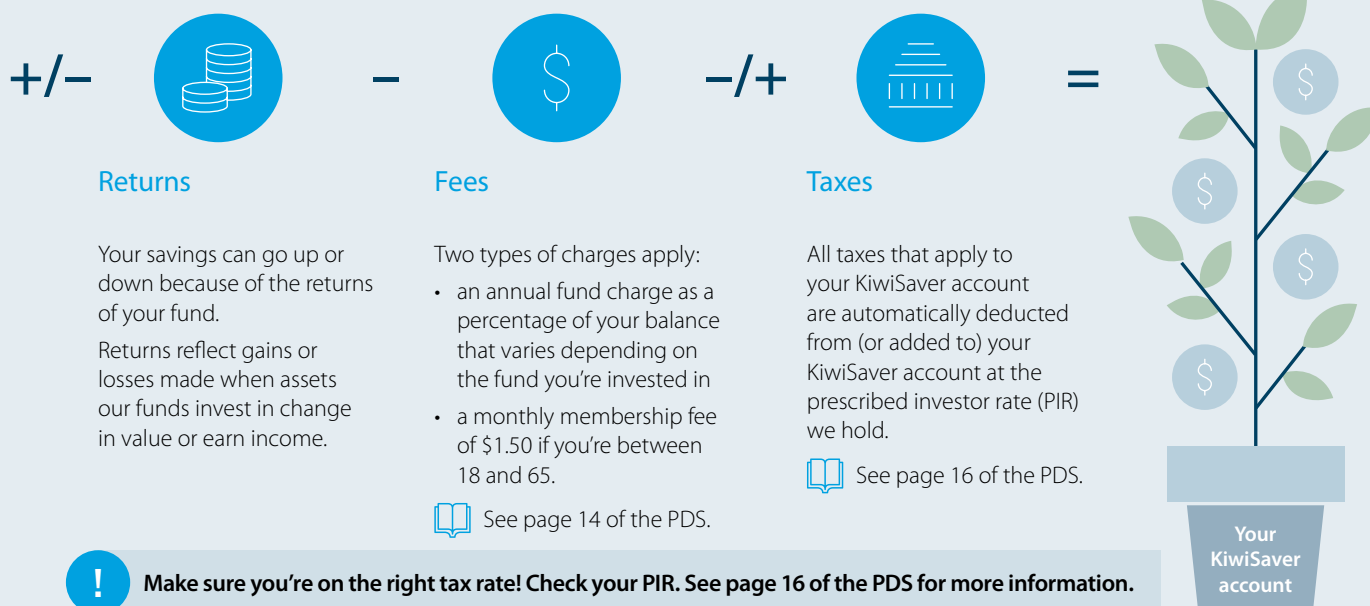 +/– – –/+ =
$
$
Returns
Your savings can go up or
down because of the returns
of your fund.
Returns reflect gains or
losses made when assets
our funds invest in change
in value or earn income.
Fees
Two types of charges apply:
• an annual fund charge as a
percentage of your balance
that varies depending on
the fund you’re invested in
• a monthly membership fee
of $1.50 if you’re between
18 and 65.
See page 14 of the PDS.
Taxes
All taxes that apply to
your KiwiSaver account
are automatically deducted
from (or added to) your
KiwiSaver account at the
prescribed investor rate (PIR)
we hold.
See page 16 of the PDS.
$
$
$
Your
KiwiSaver
account
!
Make sure you’re on the right tax rate! Check your PIR. See page 16 of the PDS for more information.